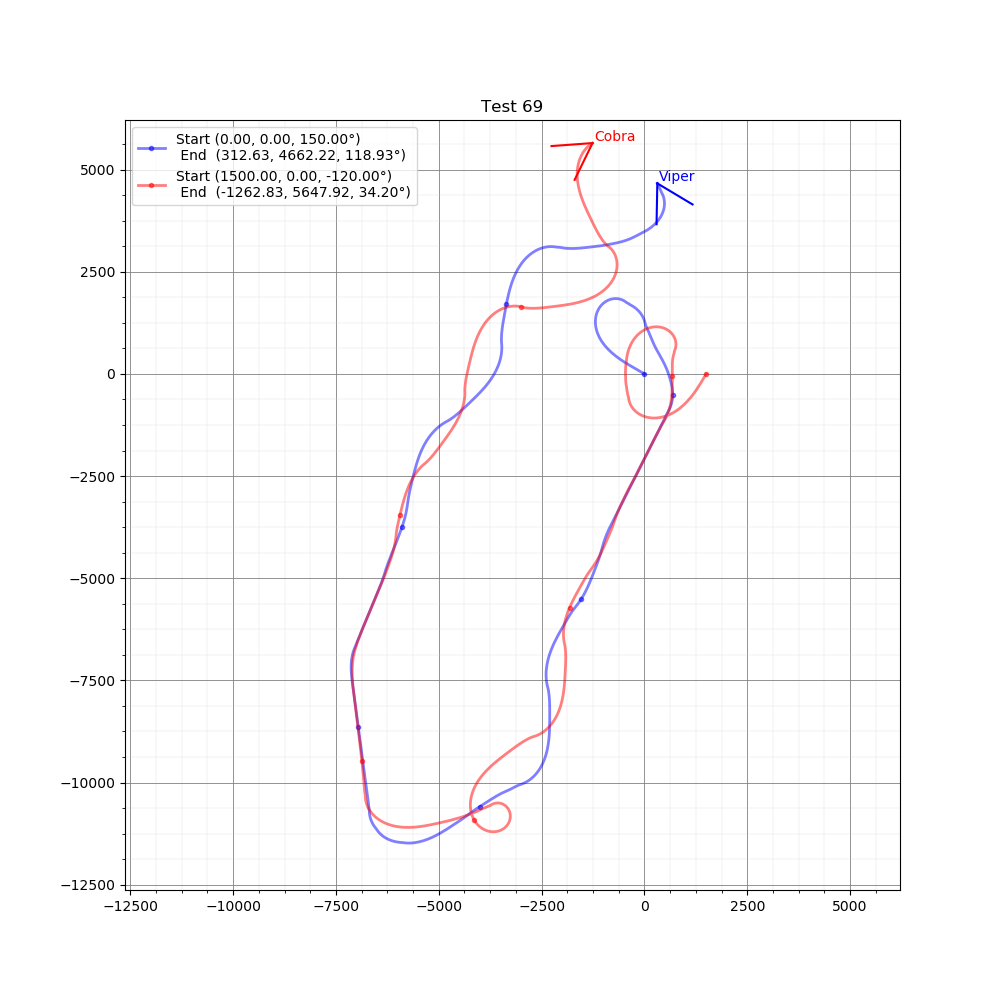 Test 69
Start (0.00, 0.00, 150.00°)
End (312.63, 4662.22, 118.93°)
Start (1500.00, 0.00, -120.00°)
End (-1262.83, 5647.92, 34.20°)
Cobra
Viper
5000
2500
0
−2500
−5000
−7500
−10000
−12500
−12500 −10000 −7500 −5000 −2500 0 2500 5000